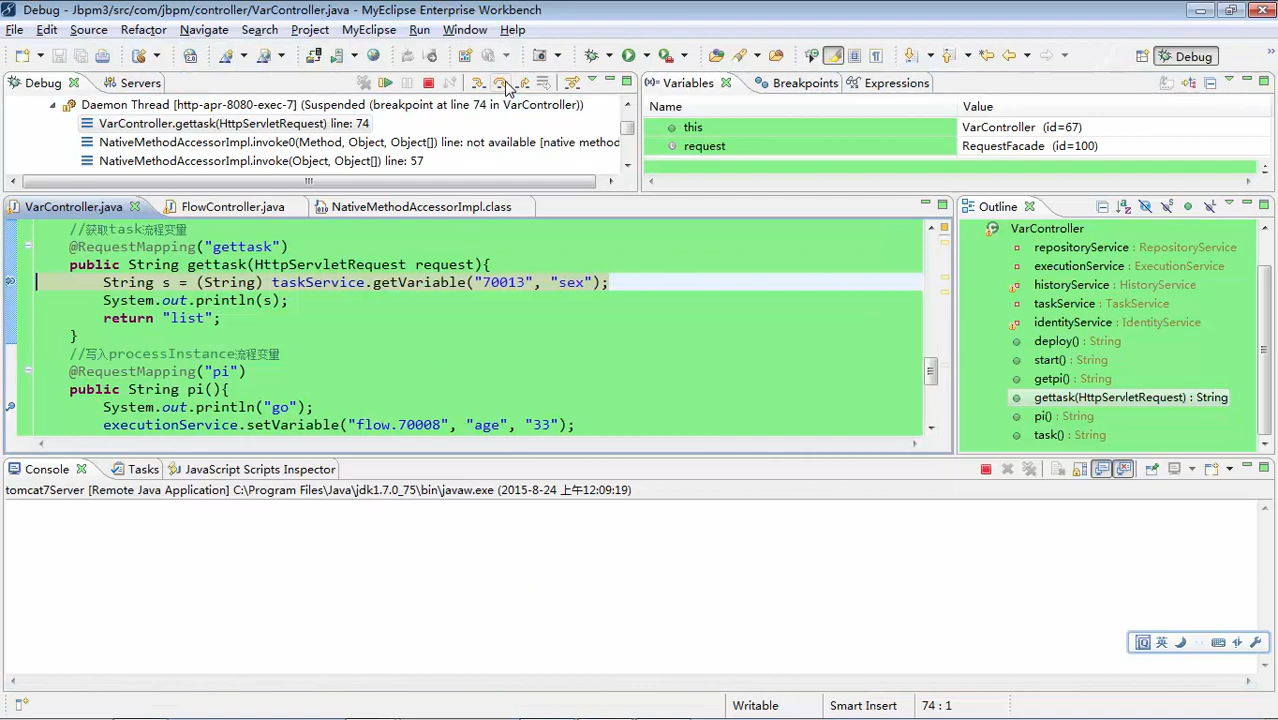 Debug - Jbpm3/src/com/jbpm/controller/VarController.java - MyEclipse Enterprise Workbench
File Edit Source Refactor Navigate Search Project MyEclipse Run Window Help
Debug
Debug Servers
Daemon Thread [http-apr-8080-exec-7] (Suspended (breakpoint at line 74 in VarController))
VarController.gettask(HttpServletRequest) line: 74
NativeMethodAccessorImpl.invoke0(Method, Object, Object[]) line: not available [native method
NativeMethodAccessorImpl.invoke(Object, Object[]) line: 57
Variables Breakpoints Expressions
Name Value
this VarController (id=67)
request RequestFacade (id=100)
VarController.java FlowController.java NativeMethodAccessorImpl.class
//获取task流程变量
@RequestMapping("gettask")
public String gettask(HttpServletRequest request){
String s = (String) taskService.getVariable("70013", "sex");
System.out.println(s);
return "list";
}
//写入processInstance流程变量
@RequestMapping("pi")
public String pi(){
System.out.println("go");
executionService.setVariable("flow.70008", "age", "33");
Outline
VarController
repositoryService : RepositoryService
executionService : ExecutionService
historyService : HistoryService
taskService : TaskService
identityService : IdentityService
deploy() : String
start() : String
getpi() : String
gettask(HttpServletRequest) : String
pi() : String
task() : String
Console Tasks JavaScript Scripts Inspector
tomcat7Server [Remote Java Application] C:\Program Files\Java\jdk1.7.0_75\bin\javaw.exe (2015-8-24 上午12:09:19)
英
Writable Smart Insert 74 : 1